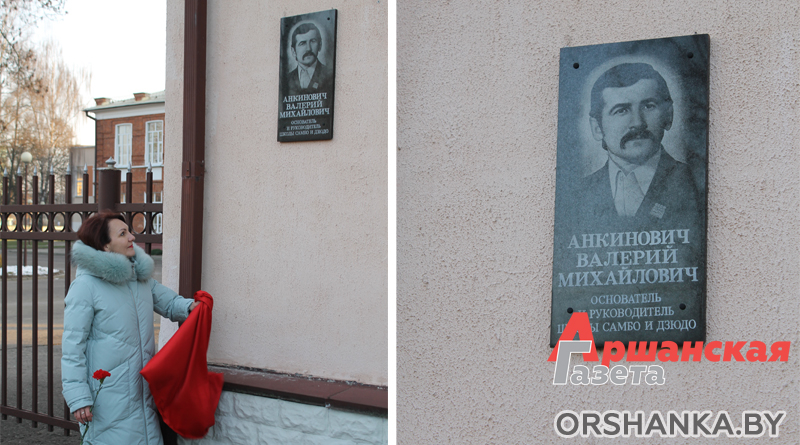 АНКИНОВИЧ
ВАЛЕРИЙ
МИХАЙЛОВИЧ
ОСНОВАТЕЛЬ
И РУКОВОДИТЕЛЬ
ШКОЛЫ САМБО И ДЗЮДО
АНКИНОВИЧ
ВАЛЕРИЙ
МИХАЙЛОВИЧ
ОСНОВАТЕЛЬ
РУКОВОДИТЕЛЬ
ШКОЛЫ САМБО И ДЗЮДО
Аршанская
Газета
ORSHANKA.BY